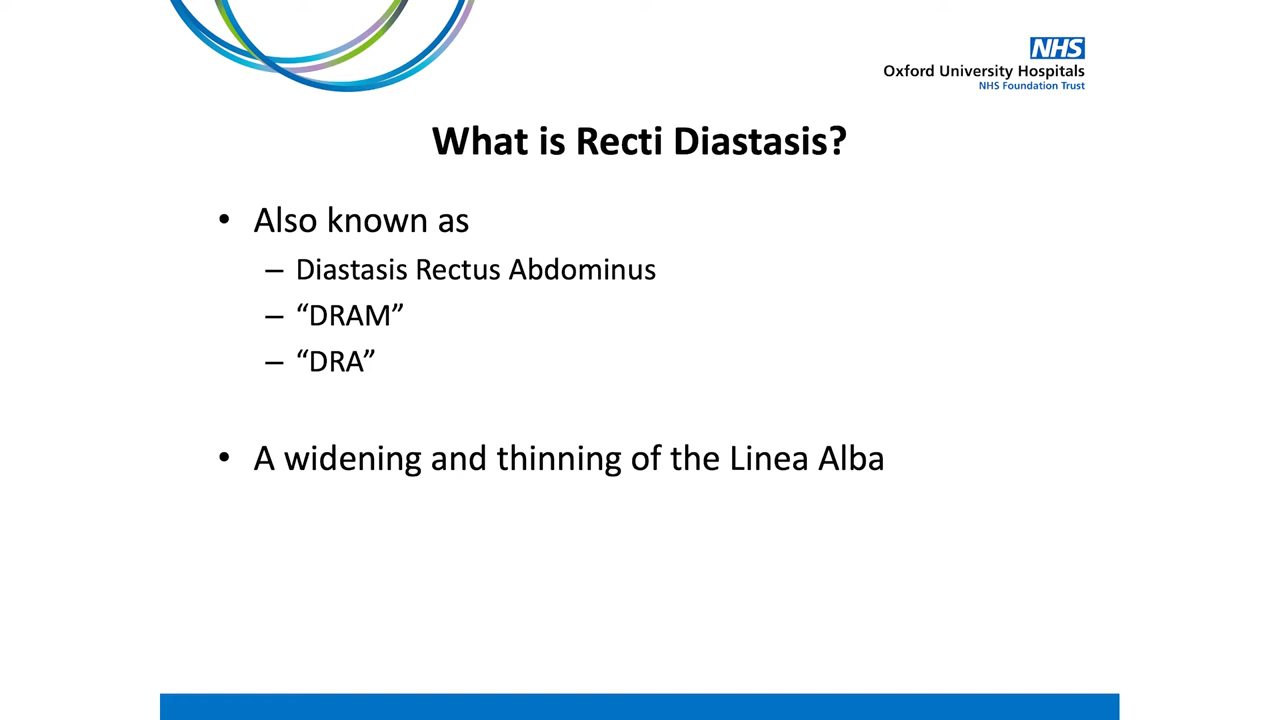 NHS
Oxford University Hospitals
NHS Foundation Trust
What is Recti Diastasis?
• Also known as
– Diastasis Rectus Abdominus
– “DRAM”
– “DRA”
• A widening and thinning of the Linea Alba